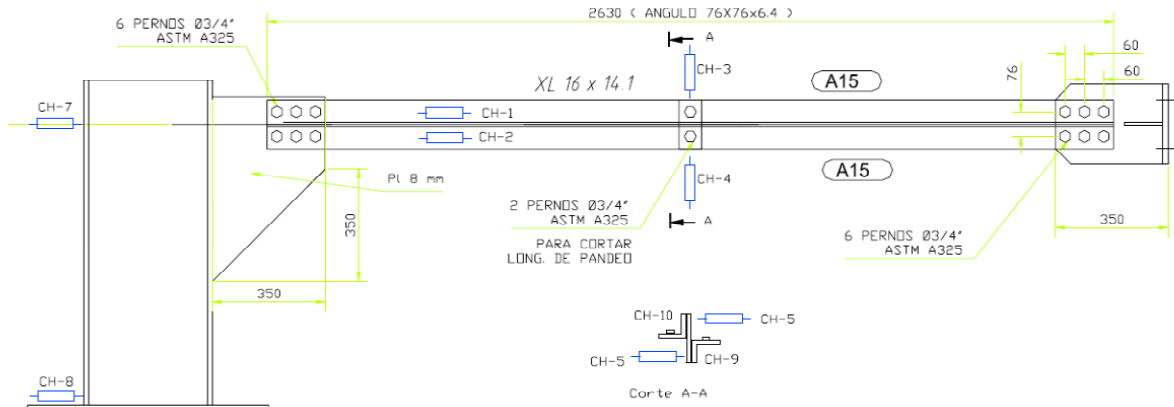 2630 ( ANGULO 76X76x6.4 )
6 PERNOS Ø3/4"
ASTM A325
A
CH-3
XL 16 x 14.1
A15
60
76
60
CH-7
CH-1
CH-2
Pl 8 mm
CH-4
A15
350
2 PERNOS Ø3/4"
ASTM A325
A
PARA CORTAR
LONG. DE PANDEO
6 PERNOS Ø3/4"
ASTM A325
350
350
CH-10
CH-5
CH-5
CH-9
CH-8
Corte A-A